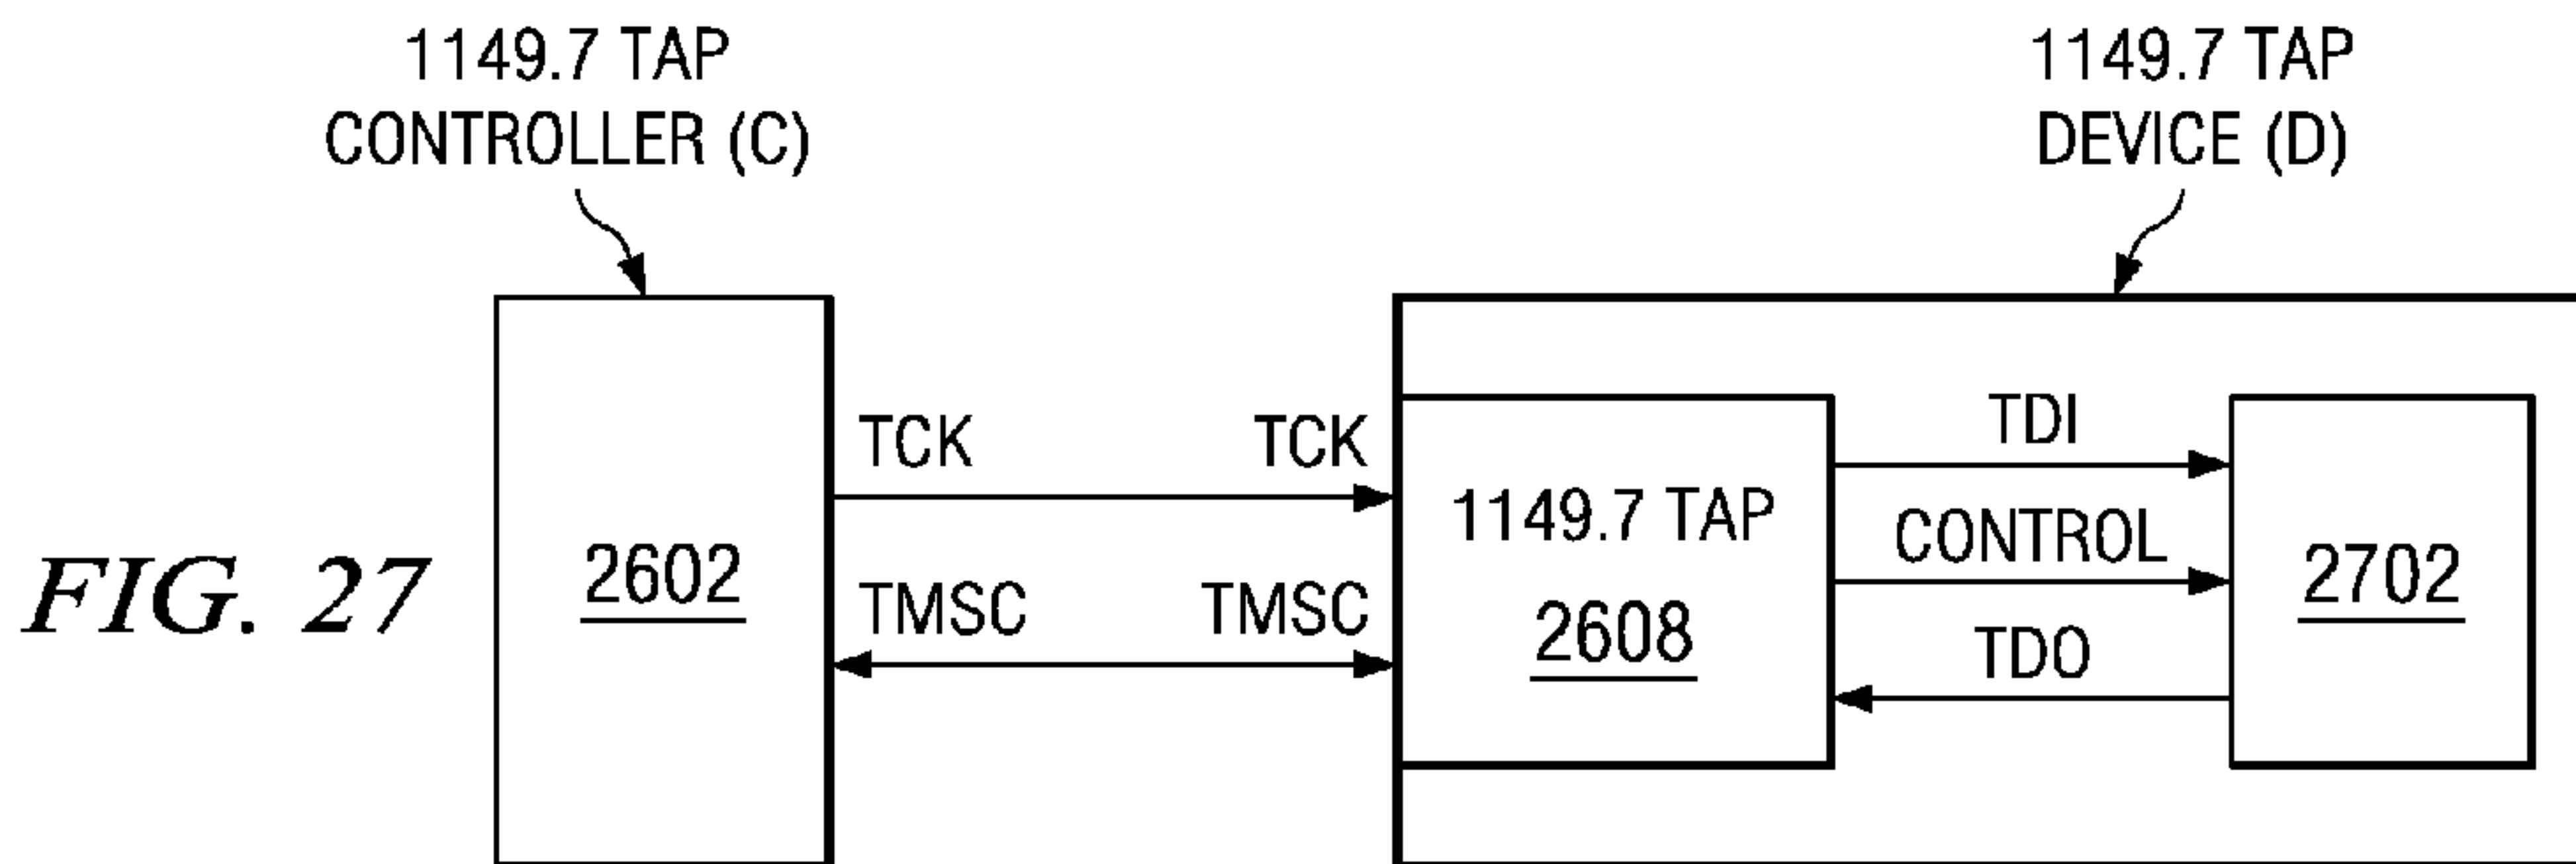 1149.7 TAP
CONTROLLER (C)
1149.7 TAP
DEVICE (D)
TCK
TCK
TDI
1149.7 TAP
CONTROL
FIG. 27
2602
2702
TMSC
TMSC
2608
TDO